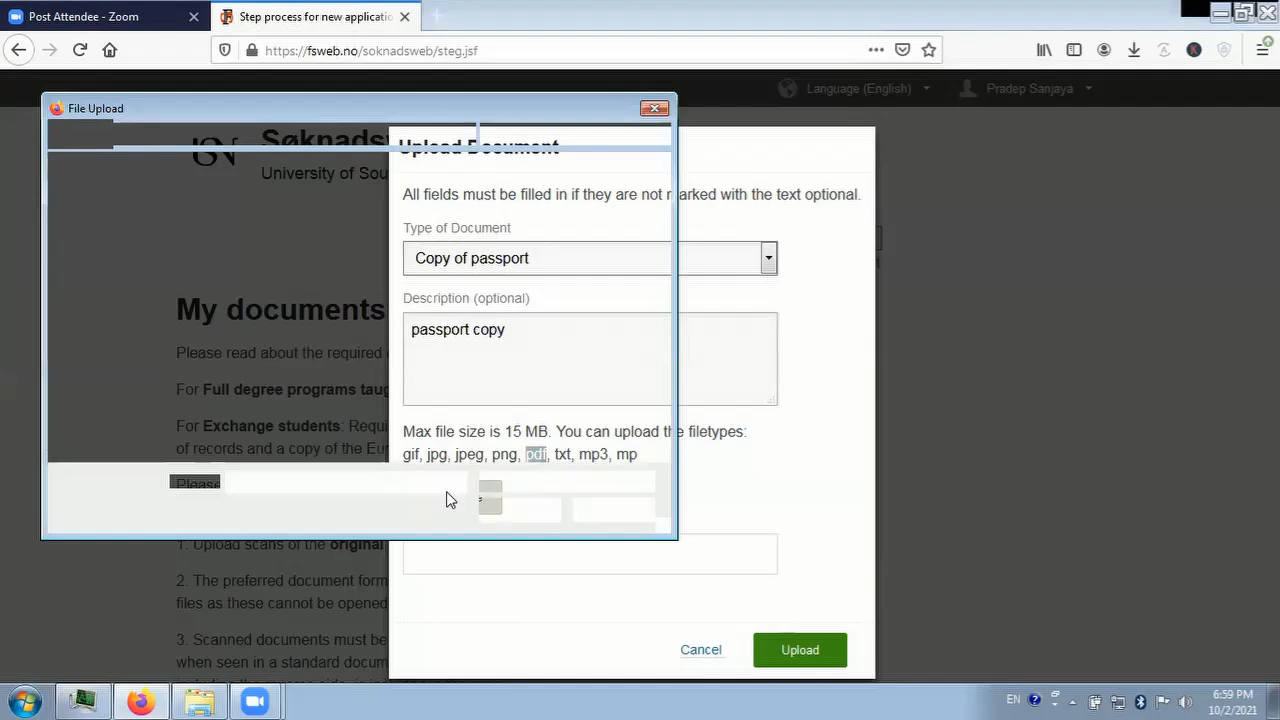 Post Attendee - Zoom
Step process for new applicatio
https://fsweb.no/soknadsweb/steg.jsf
Language (English)
Pradep Sanjaya
File Upload
Søknadsw
University of Sou
Upload Document
All fields must be filled in if they are not marked with the text optional.
Type of Document
Copy of passport
Description (optional)
passport copy
My documents
Please read about the required
For Full degree programs taug
For Exchange students: Requi
of records and a copy of the Eur
Max file size is 15 MB. You can upload the filetypes:
gif, jpg, jpeg, png, pdf, txt, mp3, mp
Please
1. Upload scans of the original
2. The preferred document form
files as these cannot be opened
3. Scanned documents must be
when seen in a standard docum
Cancel
Upload
EN
6:59 PM
10/2/2021